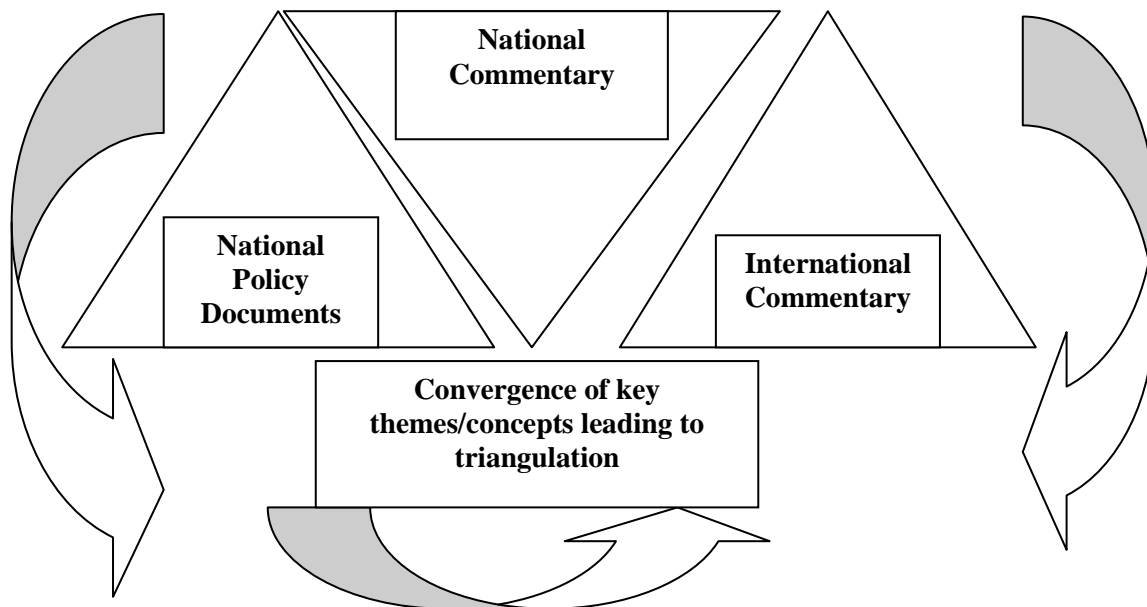 National
Commentary
National
Policy
Documents
International
Commentary
Convergence of key
themes/concepts leading to
triangulation